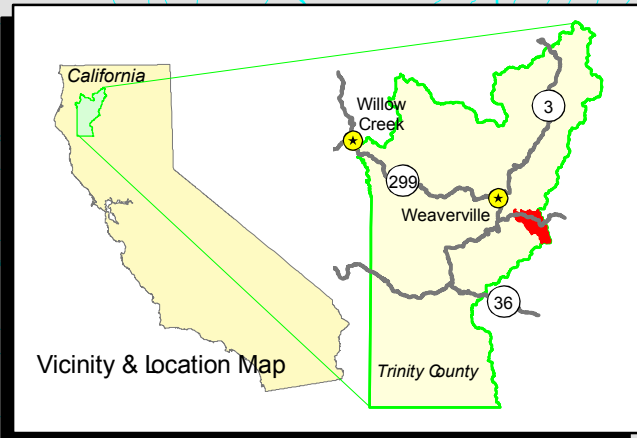 California
Willow
Creek
3
299
Weaverville
36
Vicinity & Location Map
Trinity County